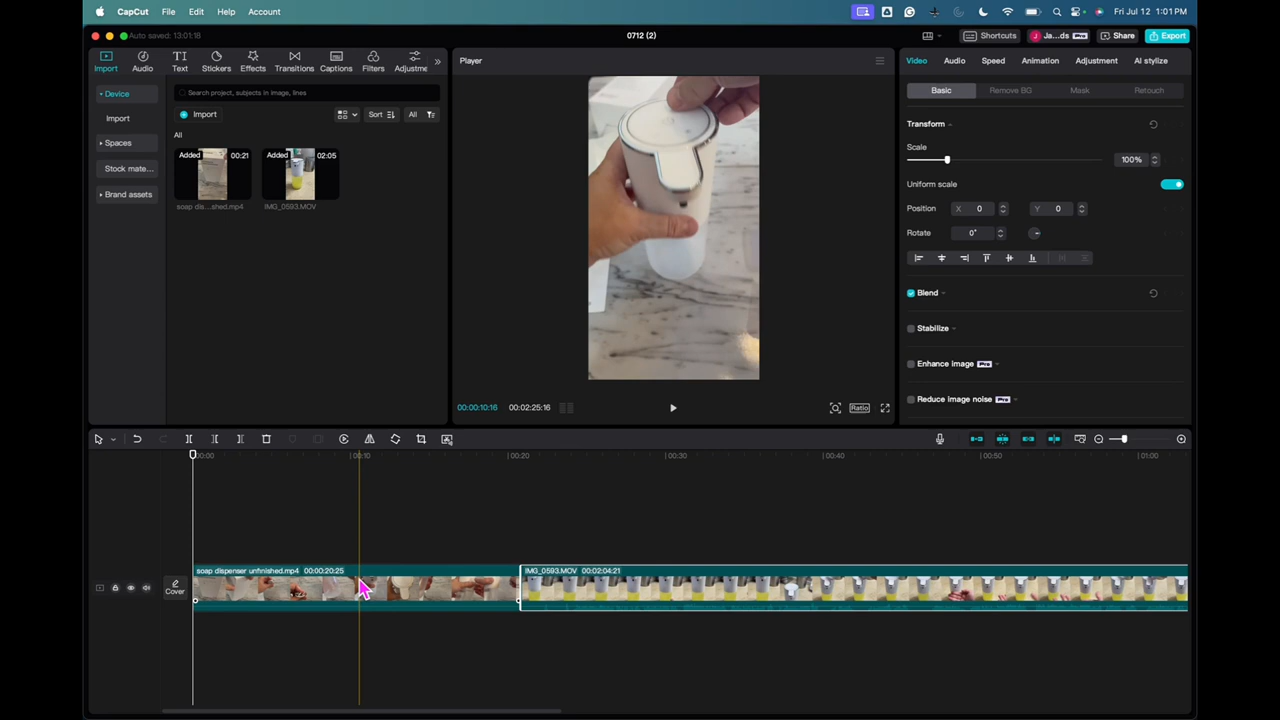 CapCut File Edit Help Account Fri Jul 12 1:01 PM
Auto saved: 13:01:18 0712 (2) Shortcuts Ja...ds Pro Share Export
Import Audio Text Stickers Effects Transitions Captions Filters Adjustme
Player
Video Audio Speed Animation Adjustment AI stylize
Device
Search project, subjects in image, lines
Basic Remove BG Mask Retouch
Import
Import Sort All
Transform
All
Spaces
Scale
Added 00:21 Added 02:05
100%
Stock mate...
Uniform scale
Brand assets
soap dis...shed.mp4 IMG_0593.MOV
Position X 0 Y 0
Rotate 0°
Blend
Stabilize
Enhance image Pro
Reduce image noise Pro
00:00:10:16 00:02:25:16 Ratio
00:00 00:10 00:20 00:30 00:40 00:50 01:00
soap dispenser unfinished.mp4 00:00:20:25 IMG_0593.MOV 00:02:04:21
Cover